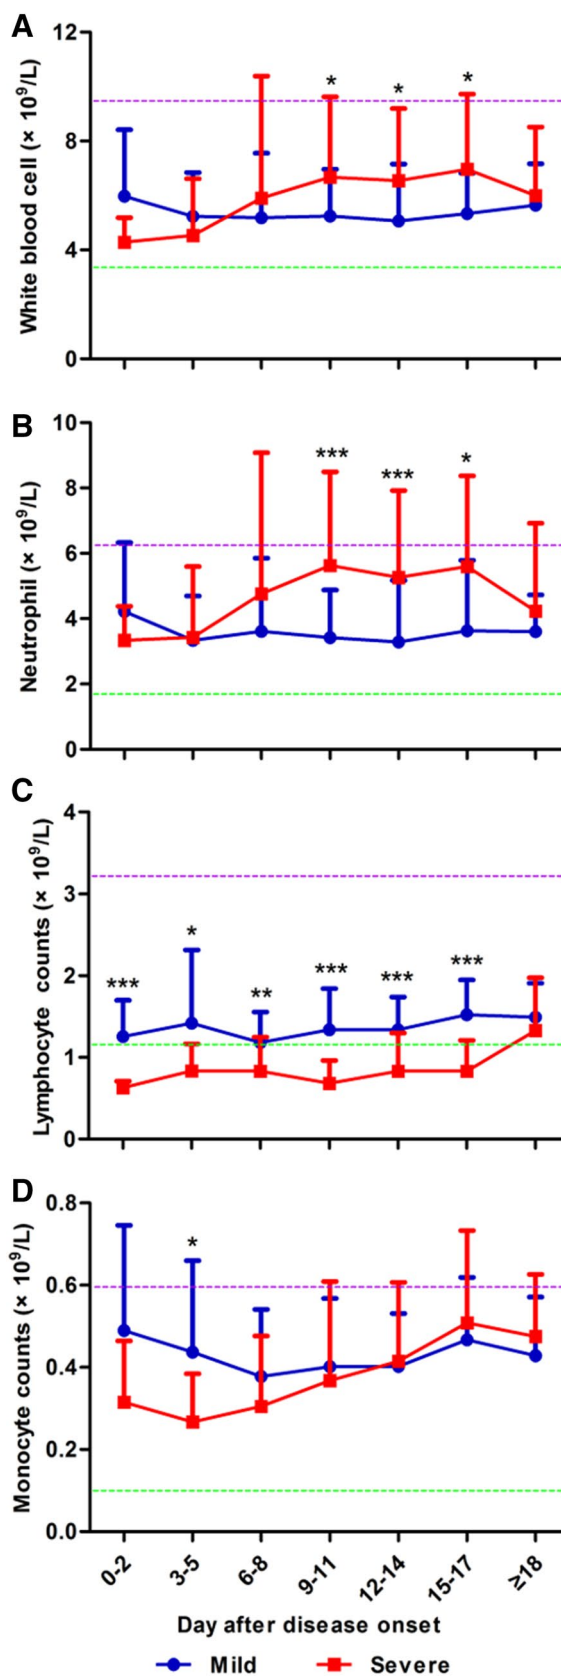 A
White blood cell (× 10⁹/L)
12
8
4
0
* * *
B
Neutrophil (× 10⁹/L)
10
8
6
4
2
0
*** *** *
C
Lymphocyte counts (× 10⁹/L)
4
3
2
1
0
*** * ** *** *** ***
D
Monocyte counts (× 10⁹/L)
0.8
0.6
0.4
0.2
0.0
*
0-2 3-5 6-8 9-11 12-14 15-17 ≥18
Day after disease onset
Mild Severe